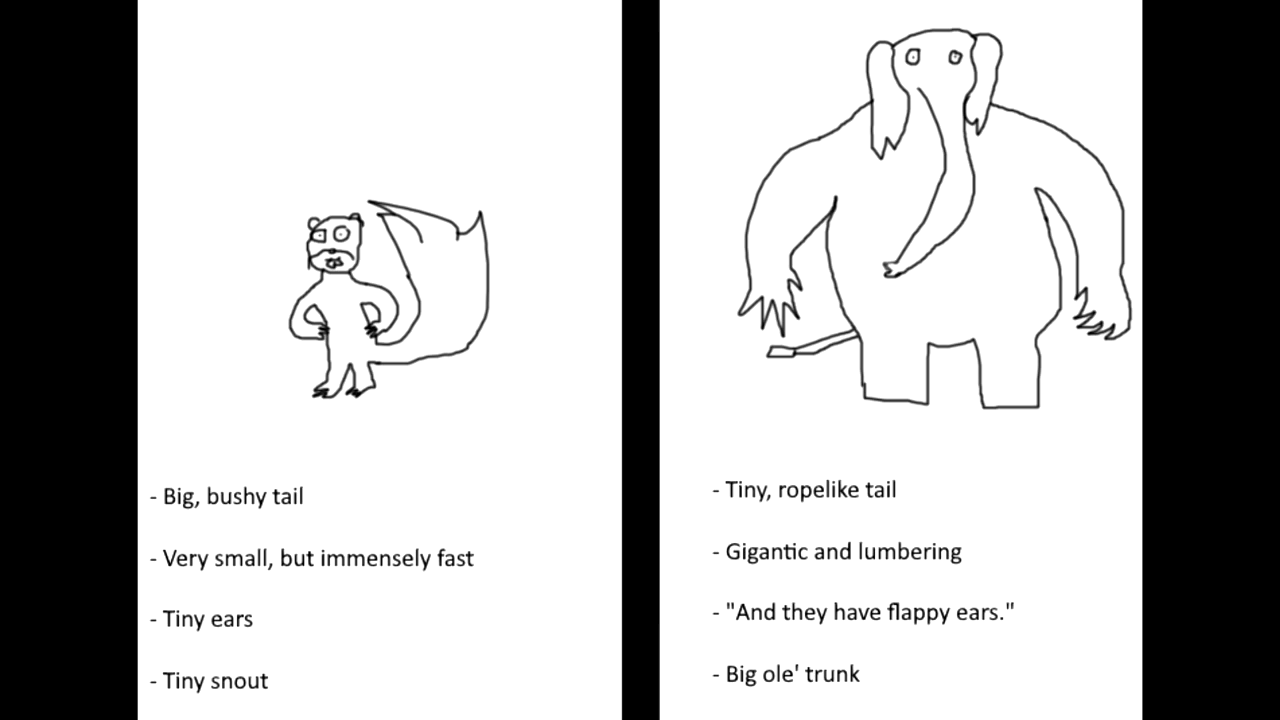 - Big, bushy tail
- Very small, but immensely fast
- Tiny ears
- Tiny snout
- Tiny, ropelike tail
- Gigantic and lumbering
- "And they have flappy ears."
- Big ole' trunk